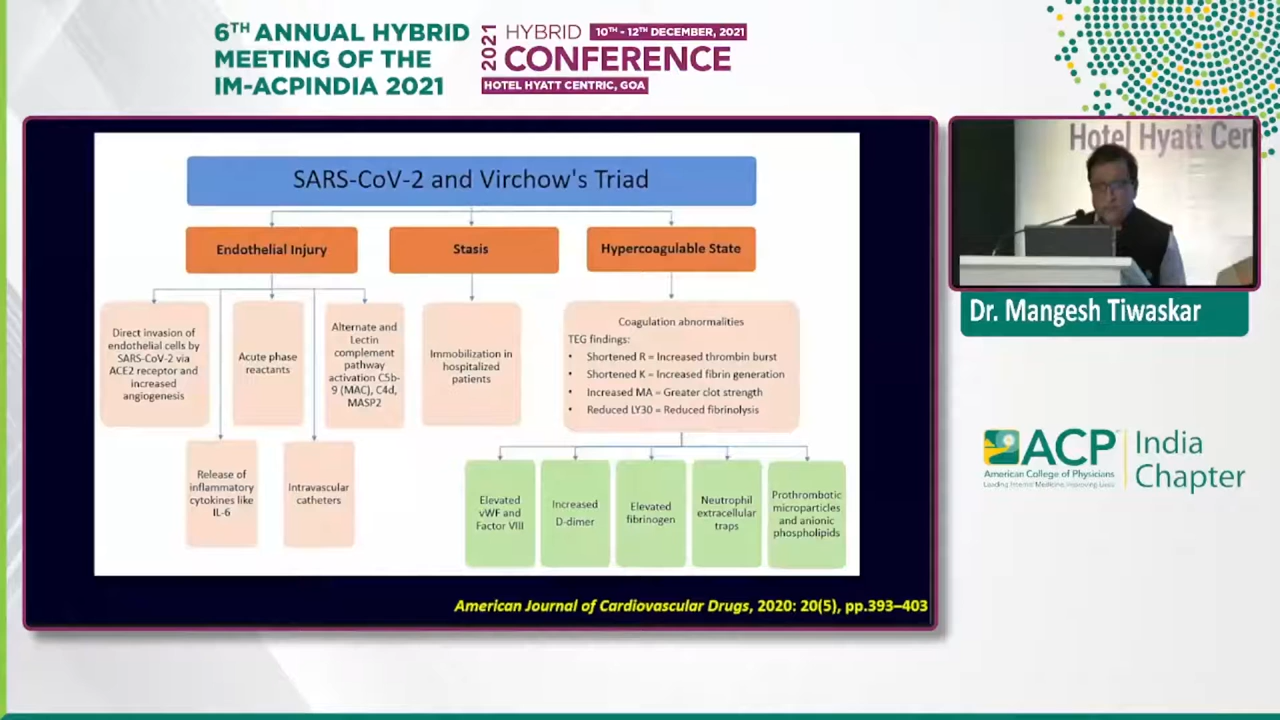 6TH ANNUAL HYBRID
MEETING OF THE
IM-ACPINDIA 2021
2021
HYBRID 10TH - 12TH DECEMBER, 2021
CONFERENCE
HOTEL HYATT CENTRIC, GOA
SARS-CoV-2 and Virchow's Triad
Endothelial Injury
Stasis
Hypercoagulable State
Direct invasion of
endothelial cells by
SARS-CoV-2 via
ACE2 receptor and
increased
angiogenesis
Acute phase
reactants
Alternate and
Lectin
complement
pathway
activation C5b-
9 (MAC), C4d,
MASP2
Immobilization in
hospitalized
patients
Coagulation abnormalities
TEG findings:
• Shortened R = Increased thrombin burst
• Shortened K = Increased fibrin generation
• Increased MA = Greater clot strength
• Reduced LY30 = Reduced fibrinolysis
Release of
inflammatory
cytokines like
IL-6
Intravascular
catheters
Elevated
vWF and
Factor VIII
Increased
D-dimer
Elevated
fibrinogen
Neutrophil
extracellular
traps
Prothrombotic
microparticles
and anionic
phospholipids
American Journal of Cardiovascular Drugs, 2020: 20(5), pp.393–403
Hotel Hyatt Cen
Dr. Mangesh Tiwaskar
ACP
American College of Physicians
Leading Internal Medicine, Improving Lives
India
Chapter